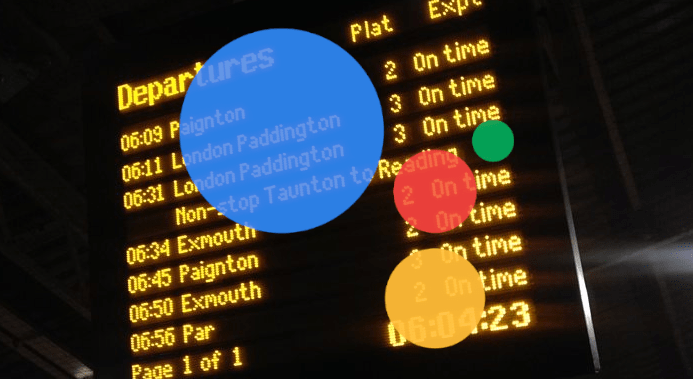 Departures Plat Expt
06:09 Paignton 2 On time
06:11 London Paddington 3 On time
06:31 London Paddington 3 On time
Non-stop Taunton to Reading
06:34 Exmouth 2 On time
06:45 Paignton 2 On time
06:50 Exmouth 3 On time
06:56 Par 2 On time
Page 1 of 1 06:04:23